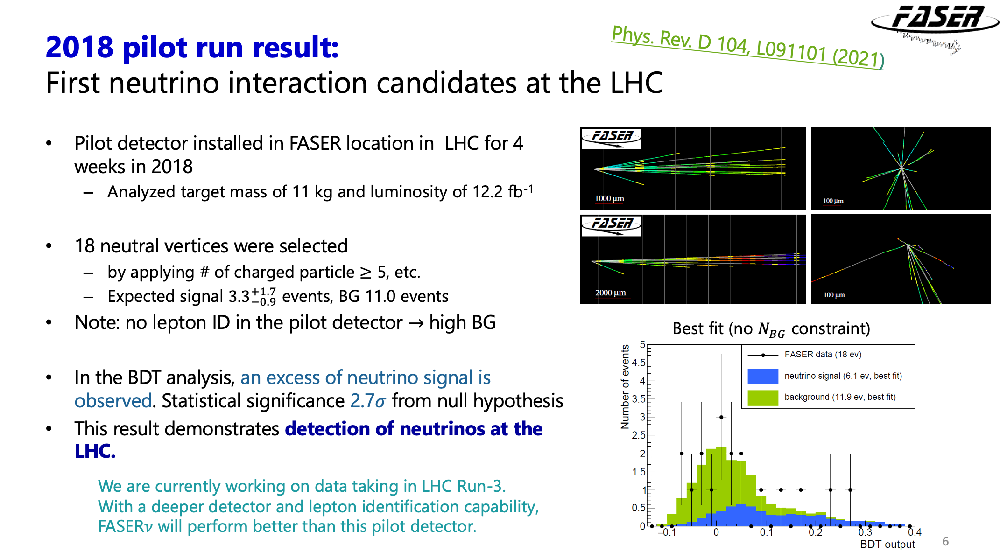 FASER
2018 pilot run result:
Phys. Rev. D 104, L091101 (2021)
First neutrino interaction candidates at the LHC
• Pilot detector installed in FASER location in LHC for 4
weeks in 2018
– Analyzed target mass of 11 kg and luminosity of 12.2 fb⁻¹
• 18 neutral vertices were selected
– by applying # of charged particle ≥ 5, etc.
– Expected signal 3.3 +1.7 −0.9 events, BG 11.0 events
• Note: no lepton ID in the pilot detector → high BG
• In the BDT analysis, an excess of neutrino signal is
observed. Statistical significance 2.7σ from null hypothesis
• This result demonstrates detection of neutrinos at the
LHC.
We are currently working on data taking in LHC Run-3.
With a deeper detector and lepton identification capability,
FASERν will perform better than this pilot detector.
FASER
1000 µm
100 µm
FASER
2000 µm
100 µm
Best fit (no N_BG constraint)
Number of events
5
4.5
4
3.5
3
2.5
2
1.5
1
0.5
0
FASER data (18 ev)
neutrino signal (6.1 ev, best fit)
background (11.9 ev, best fit)
−0.1 0 0.1 0.2 0.3 0.4
BDT output
6